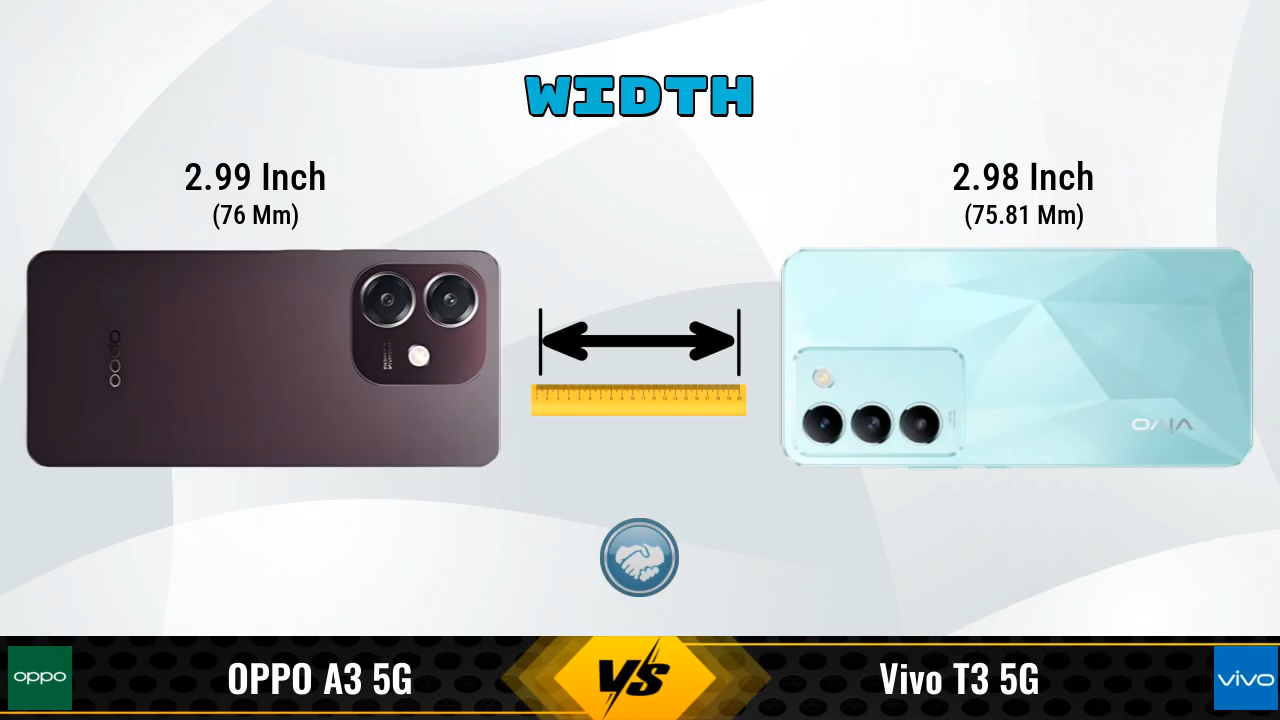 WIDTH
2.99 Inch
(76 Mm)
2.98 Inch
(75.81 Mm)
oppo
vivo
oppo
OPPO A3 5G
VS
Vivo T3 5G
vivo